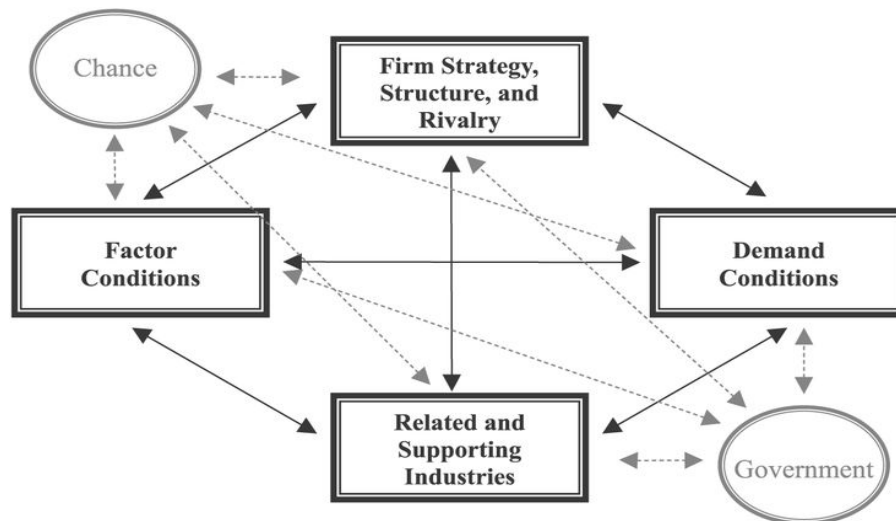 Chance
Firm Strategy,
Structure, and
Rivalry
Factor
Conditions
Demand
Conditions
Related and
Supporting
Industries
Government